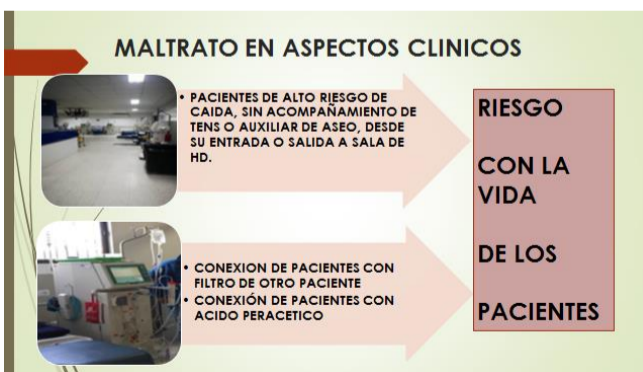 MALTRATO EN ASPECTOS CLINICOS
• PACIENTES DE ALTO RIESGO DE
CAIDA, SIN ACOMPAÑAMIENTO DE
TENS O AUXILIAR DE ASEO, DESDE
SU ENTRADA O SALIDA A SALA DE
HD.
• CONEXION DE PACIENTES CON
FILTRO DE OTRO PACIENTE
• CONEXIÓN DE PACIENTES CON
ACIDO PERACETICO
RIESGO
CON LA
VIDA
DE LOS
PACIENTES